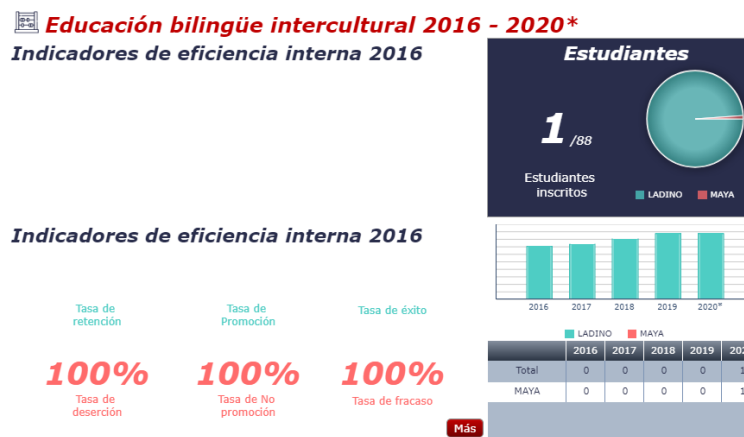 Educación bilingüe intercultural 2016 - 2020*
Indicadores de eficiencia interna 2016
Estudiantes
1 /88
Estudiantes
inscritos
LADINO MAYA
Indicadores de eficiencia interna 2016
2016 2017 2018 2019 2020*
LADINO MAYA
Tasa de
retención
Tasa de
Promoción
Tasa de éxito
100% 100% 100%
Tasa de
deserción
Tasa de No
promoción
Tasa de fracaso
Más
2016 2017 2018 2019 202
Total 0 0 0 0 1
MAYA 0 0 0 0 1